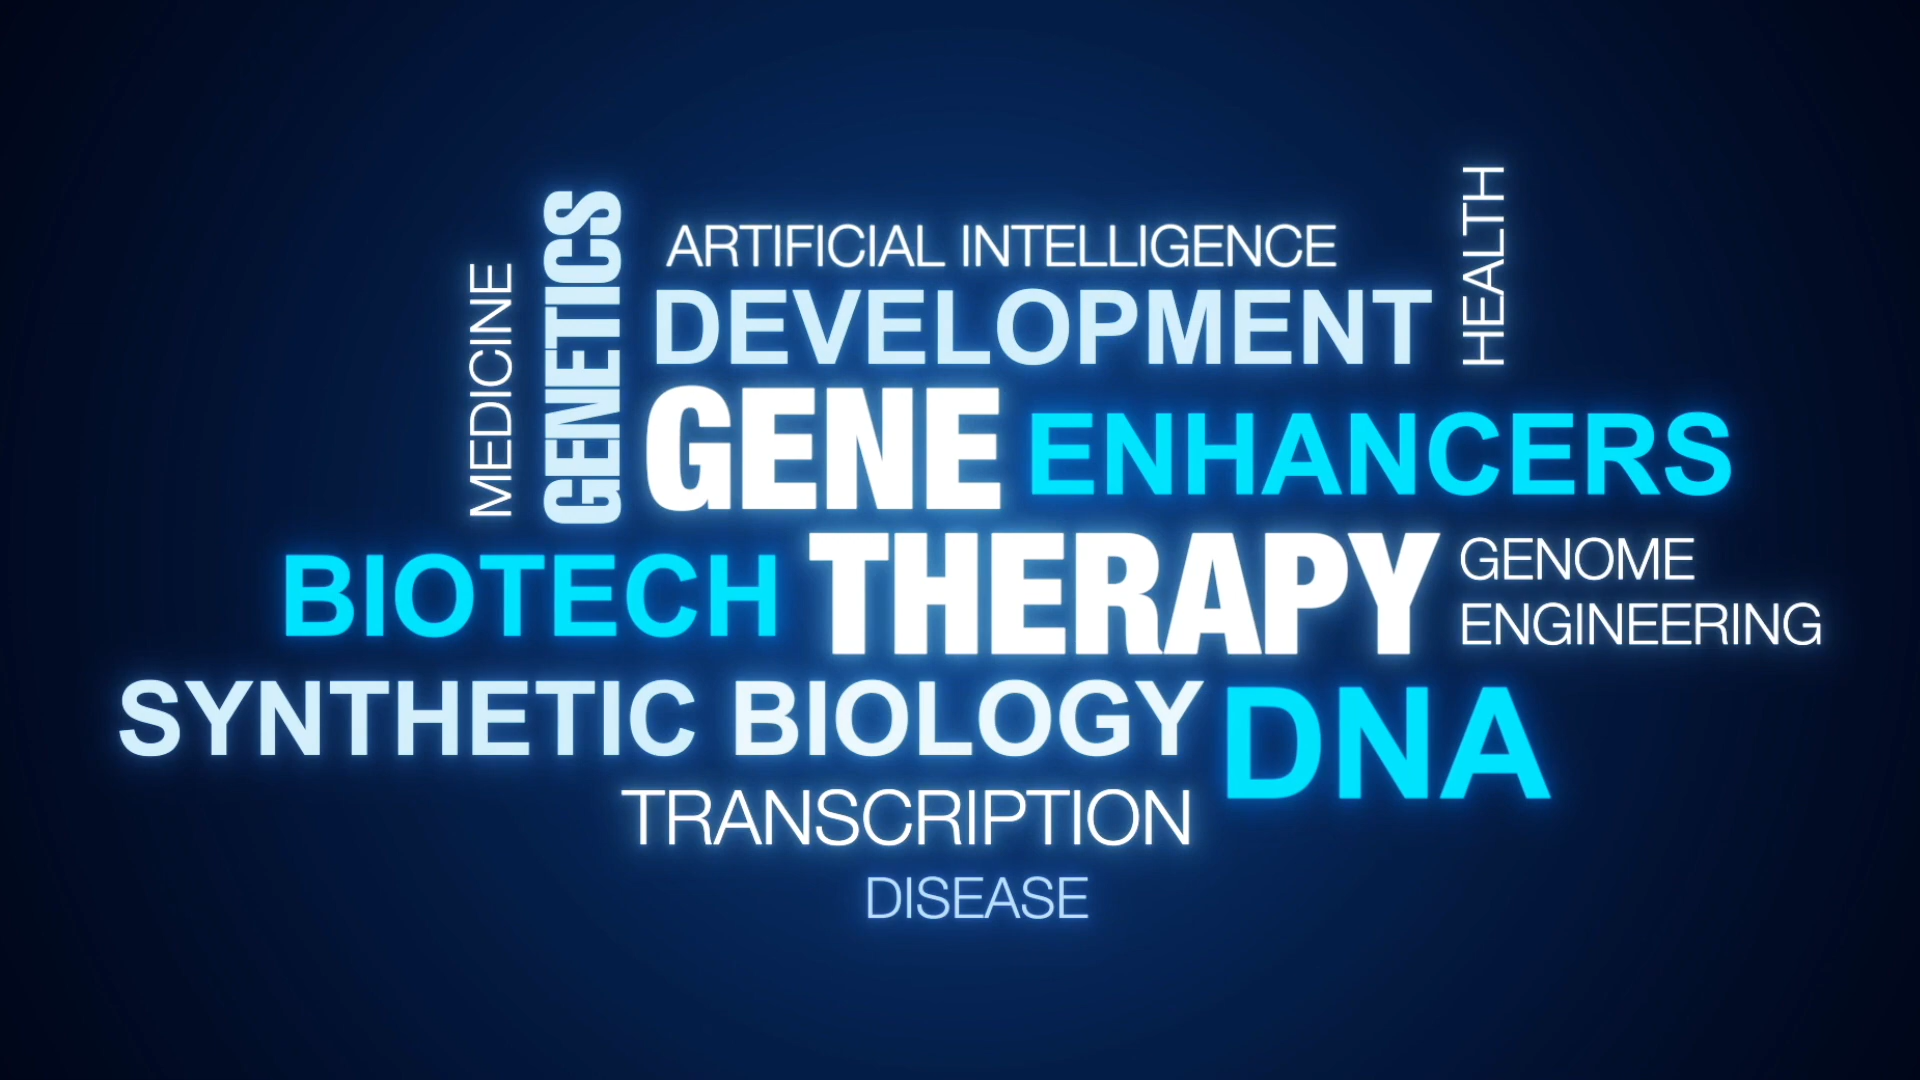 MEDICINE
GENETICS
ARTIFICIAL INTELLIGENCE
HEALTH
DEVELOPMENT
GENE
ENHANCERS
BIOTECH
THERAPY
GENOME
ENGINEERING
SYNTHETIC BIOLOGY
DNA
TRANSCRIPTION
DISEASE